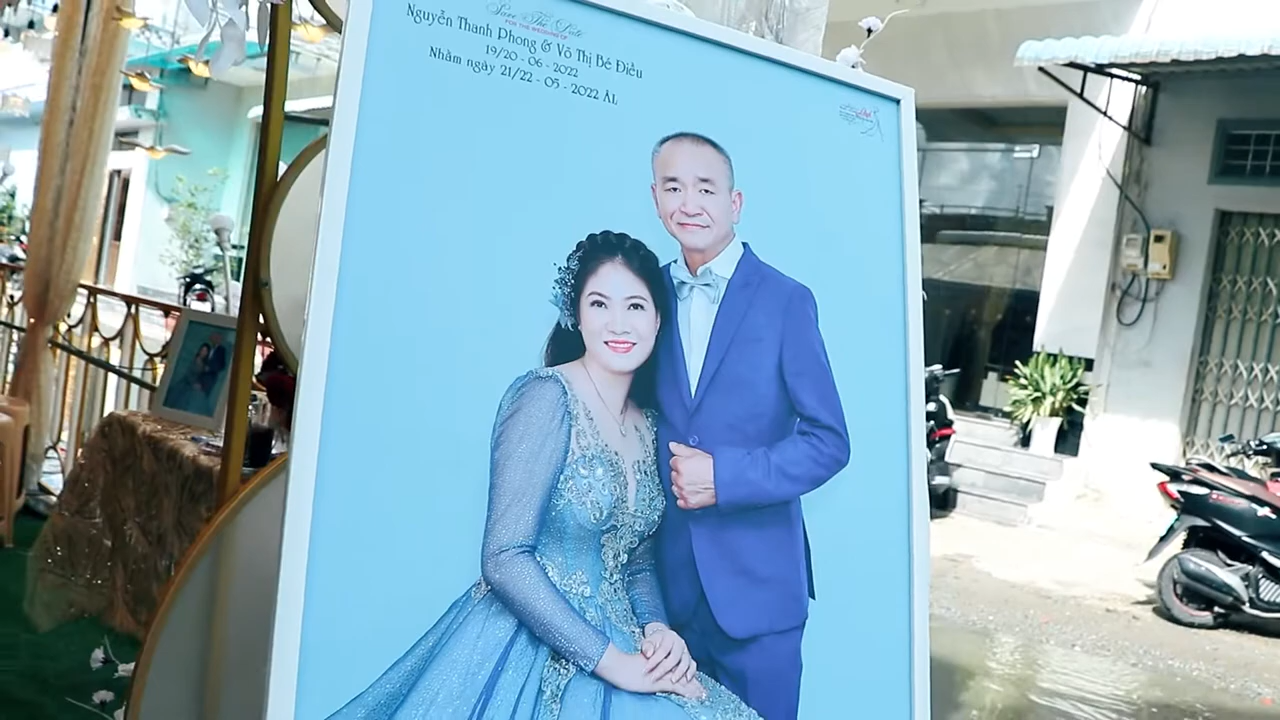 Save The Date
FOR THE WEDDING OF
Nguyễn Thanh Phong & Võ Thị Bé Điều
19/20 - 06 - 2022
Nhằm ngày 21/22 - 05 - 2022 ÂL